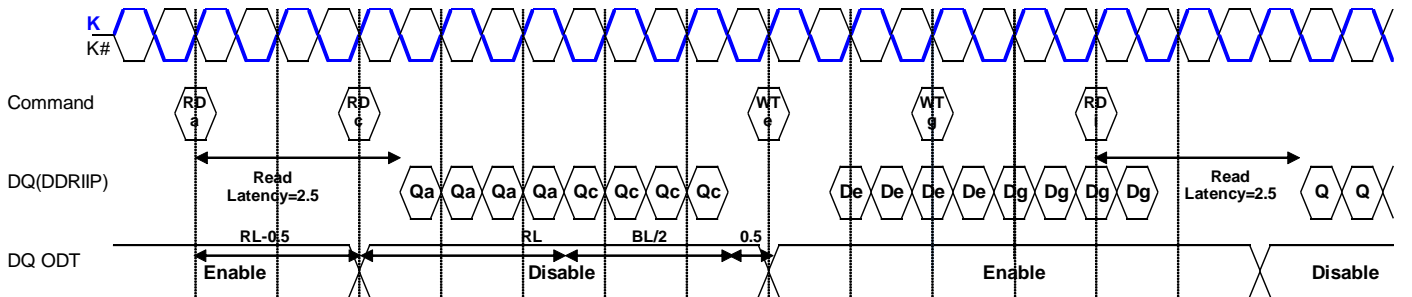 K
K#
Command
RD a
RD c
WT e
WT g
RD
DQ(DDRIIP)
Read Latency=2.5
Qa Qa Qa Qa Qc Qc Qc Qc
De De De De Dg Dg Dg Dg
Read Latency=2.5
Q Q
DQ ODT
RL-0.5
RL
BL/2
0.5
Enable
Disable
Enable
Disable